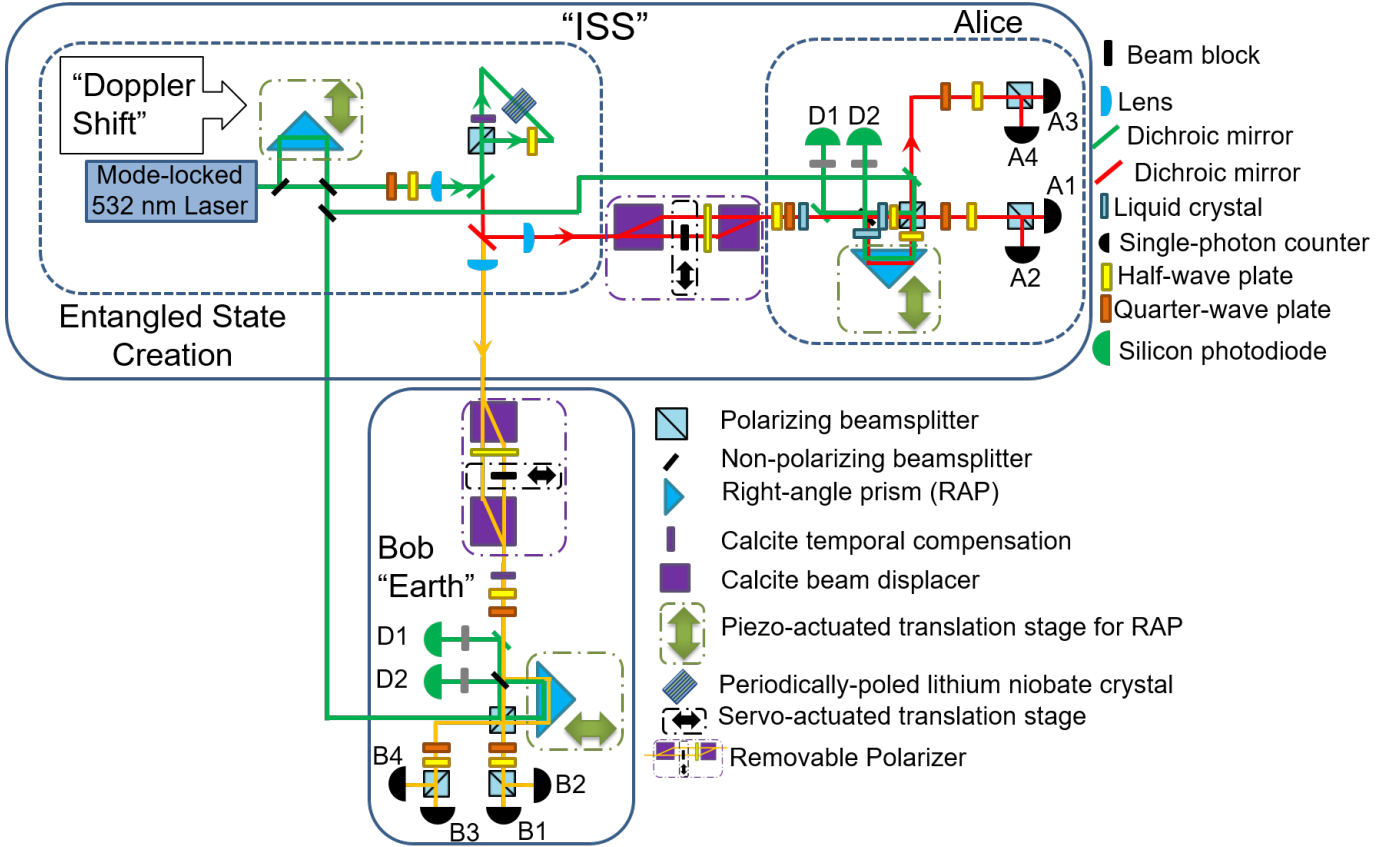 “ISS”
Alice
“Doppler
Shift”
Mode-locked
532 nm Laser
Entangled State
Creation
D1
D2
A3
A4
A1
A2
Beam block
Lens
Dichroic mirror
Dichroic mirror
Liquid crystal
Single-photon counter
Half-wave plate
Quarter-wave plate
Silicon photodiode
Bob
“Earth”
D1
D2
B4
B3
B1
B2
Polarizing beamsplitter
Non-polarizing beamsplitter
Right-angle prism (RAP)
Calcite temporal compensation
Calcite beam displacer
Piezo-actuated translation stage for RAP
Periodically-poled lithium niobate crystal
Servo-actuated translation stage
Removable Polarizer